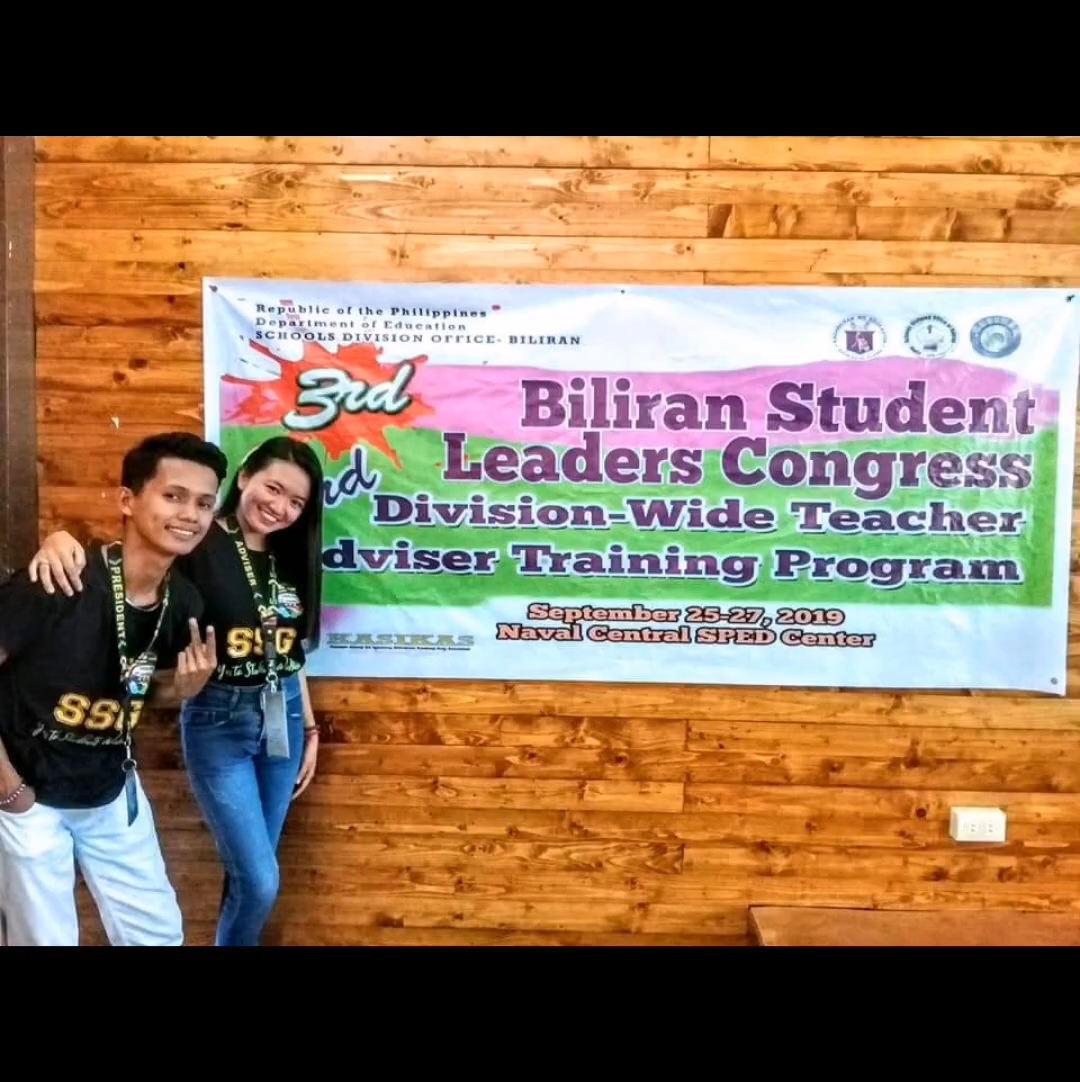 Republic of the Philippines
Department of Education
SCHOOLS DIVISION OFFICE- BILIRAN
3rd
Biliran Student
Leaders Congress
nd
Division-Wide Teacher
dviser Training Program
September 25-27, 2019
Naval Central SPED Center
KASIKAS
PRESIDENT
SSG
ADVISER
SSG